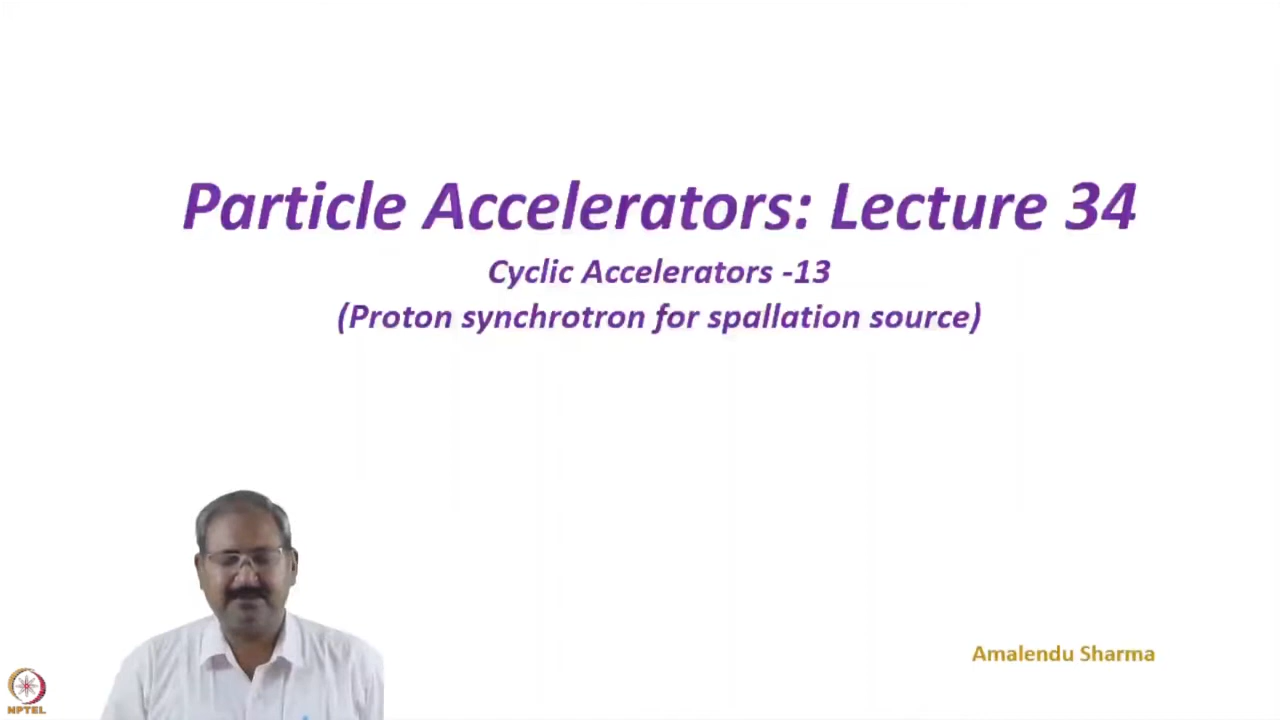 Particle Accelerators: Lecture 34
Cyclic Accelerators -13
(Proton synchrotron for spallation source)
Amalendu Sharma
NPTEL